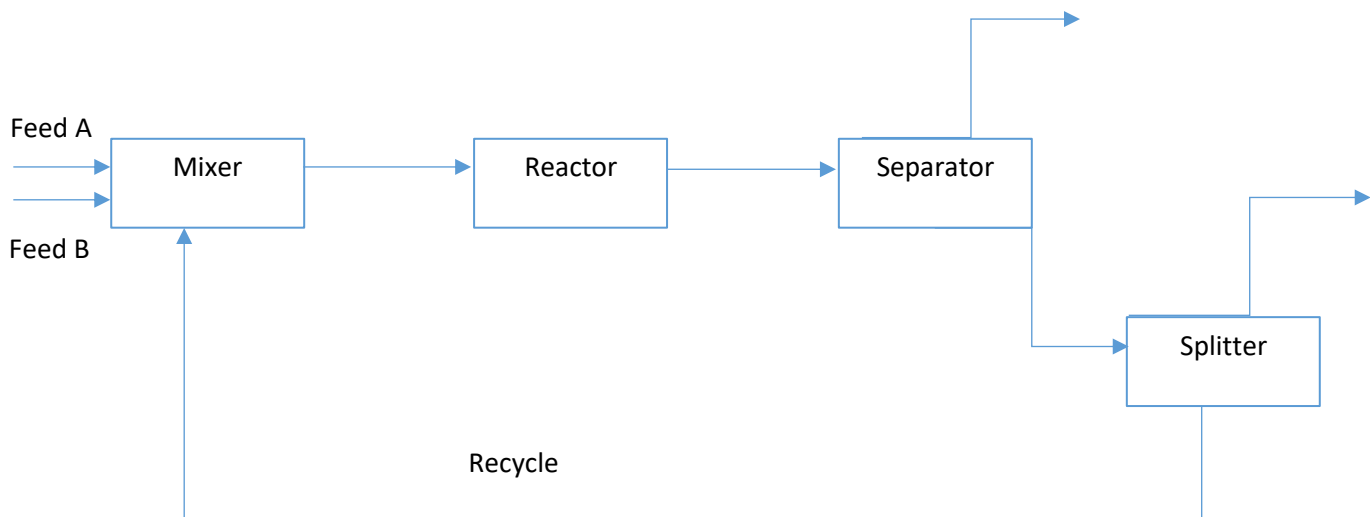 Feed A
Mixer
Reactor
Separator
Feed B
Splitter
Recycle